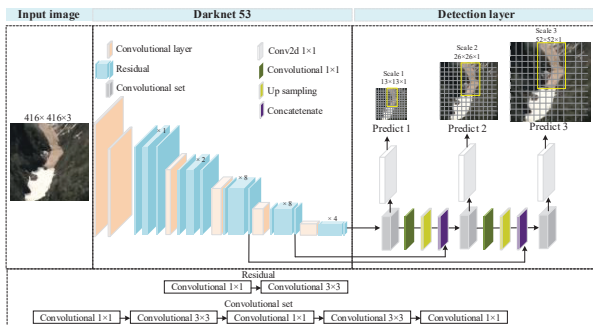 Input image
Darknet 53
Detection layer
Convolutional layer
Residual
Convolutional set
Conv2d 1×1
Convolutional 1×1
Up sampling
Concatetenate
416× 416×3
× 1
× 2
× 8
× 8
× 4
Scale 1
13×13×1
Scale 2
26×26×1
Scale 3
52×52×1
Predict 1
Predict 2
Predict 3
Residual
Convolutional 1×1
Convolutional 3×3
Convolutional set
Convolutional 1×1
Convolutional 3×3
Convolutional 1×1
Convolutional 3×3
Convolutional 1×1